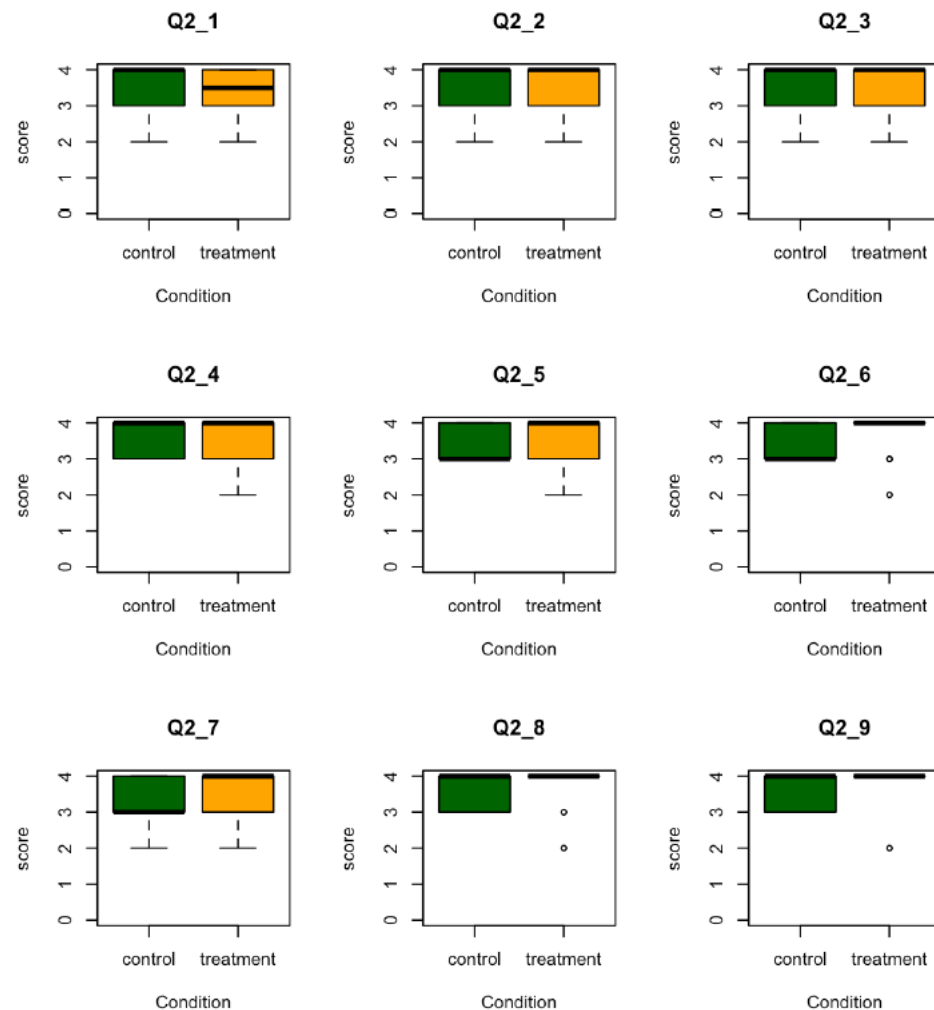 Q2_1 Q2_2 Q2_3
score 0 1 2 3 4 score 0 1 2 3 4 score 0 1 2 3 4
control treatment control treatment control treatment
Condition Condition Condition
Q2_4 Q2_5 Q2_6
score 0 1 2 3 4 score 0 1 2 3 4 score 0 1 2 3 4
control treatment control treatment control treatment
Condition Condition Condition
Q2_7 Q2_8 Q2_9
score 0 1 2 3 4 score 0 1 2 3 4 score 0 1 2 3 4
control treatment control treatment control treatment
Condition Condition Condition